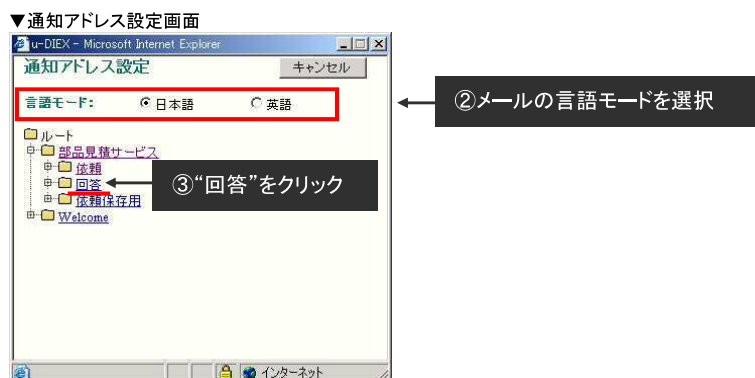 ▼通知アドレス設定画面
u-DIEX - Microsoft Internet Explorer
通知アドレス設定
キャンセル
言語モード: 日本語 英語
②メールの言語モードを選択
ルート
部品見積サービス
依頼
回答
③“回答”をクリック
依頼保存用
Welcome
インターネット